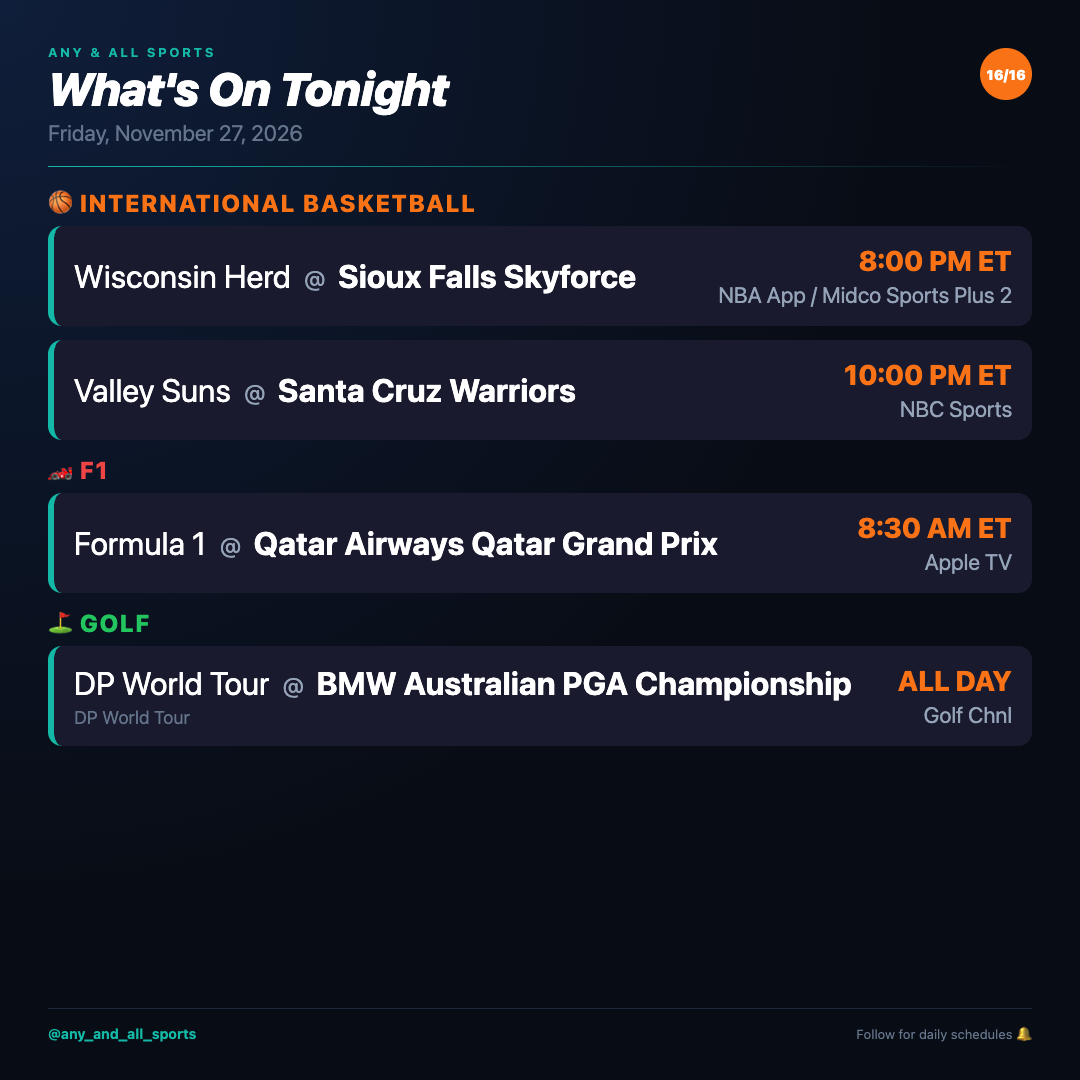 ANY & ALL SPORTS
What's On Tonight
16/16
Friday, November 27, 2026
🏀 INTERNATIONAL BASKETBALL
Wisconsin Herd @ Sioux Falls Skyforce
8:00 PM ET
NBA App / Midco Sports Plus 2
Valley Suns @ Santa Cruz Warriors
10:00 PM ET
NBC Sports
🏎️ F1
Formula 1 @ Qatar Airways Qatar Grand Prix
8:30 AM ET
Apple TV
⛳ GOLF
DP World Tour @ BMW Australian PGA Championship
DP World Tour
ALL DAY
Golf Chnl
@any_and_all_sports
Follow for daily schedules 🔔